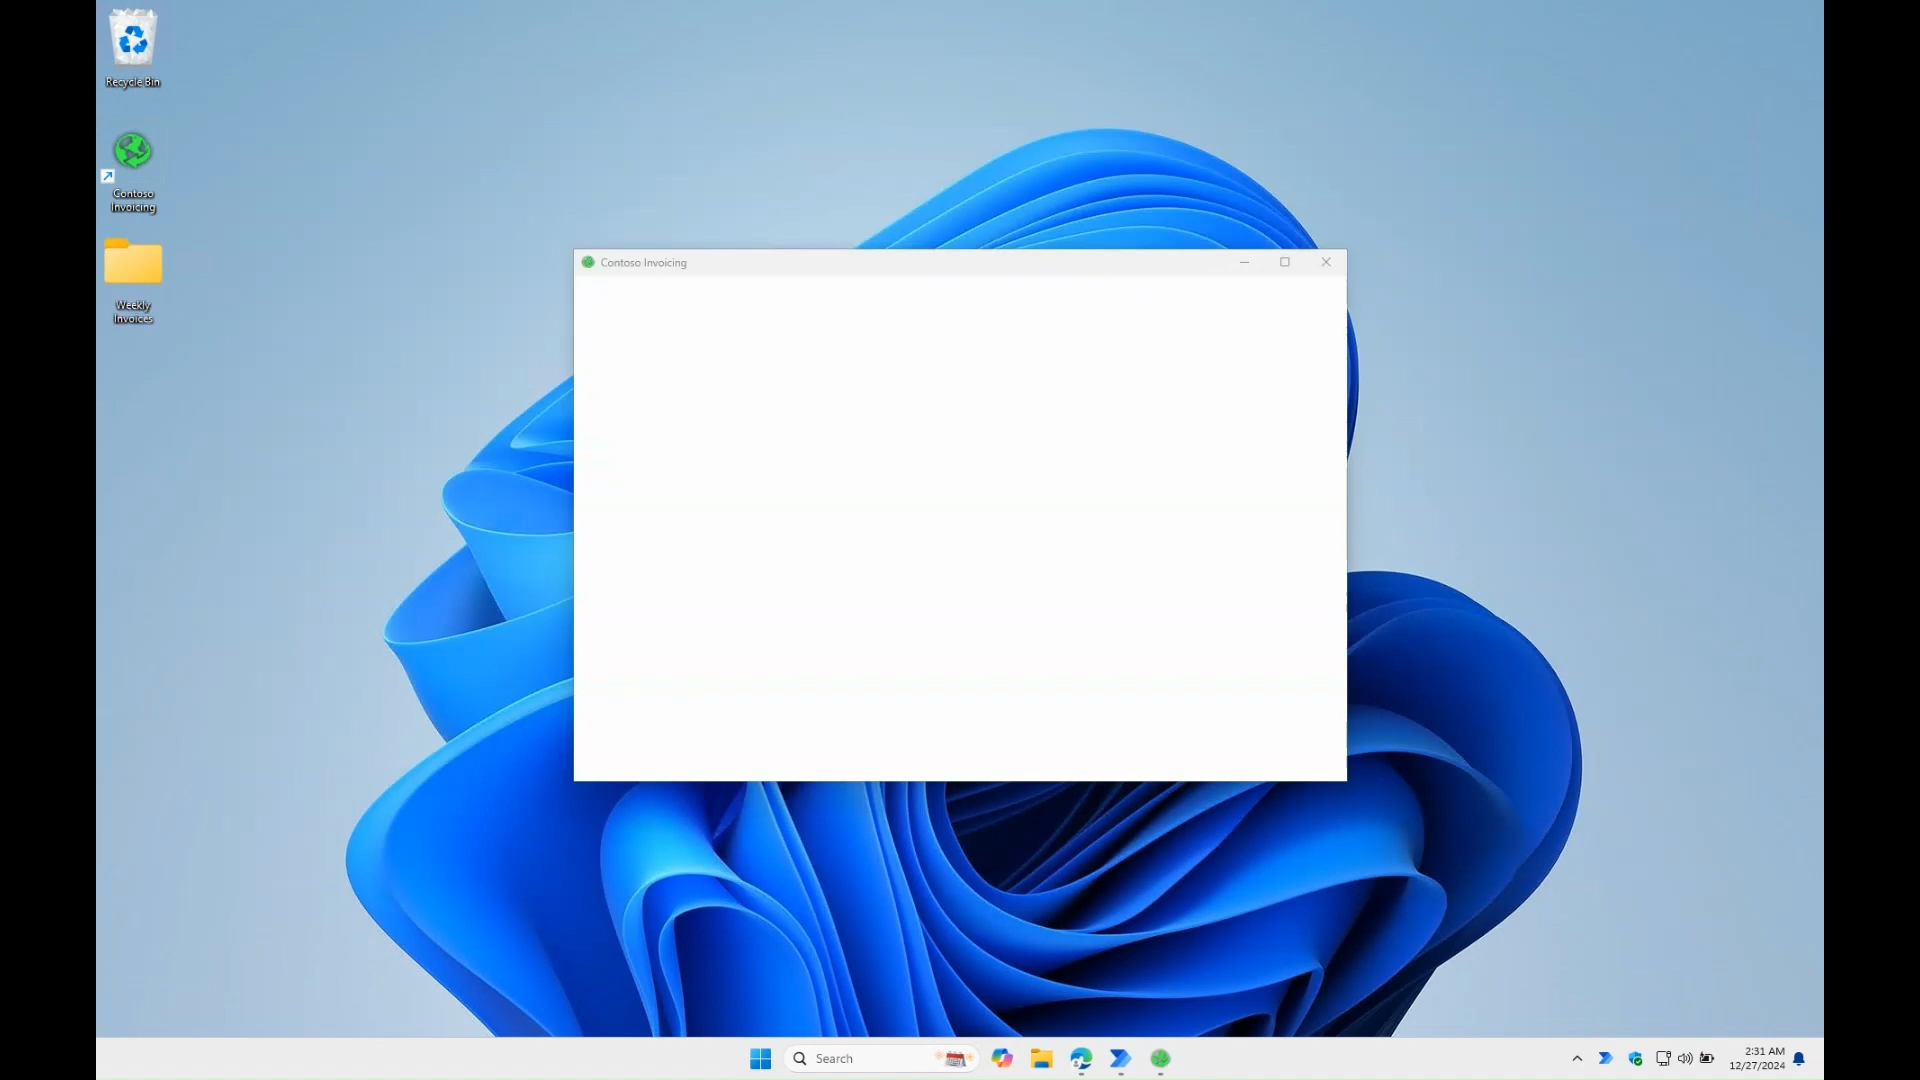 Recycle Bin
Contoso
Invoicing
Weekly
Invoices
Contoso Invoicing
Search
2:31 AM
12/27/2024